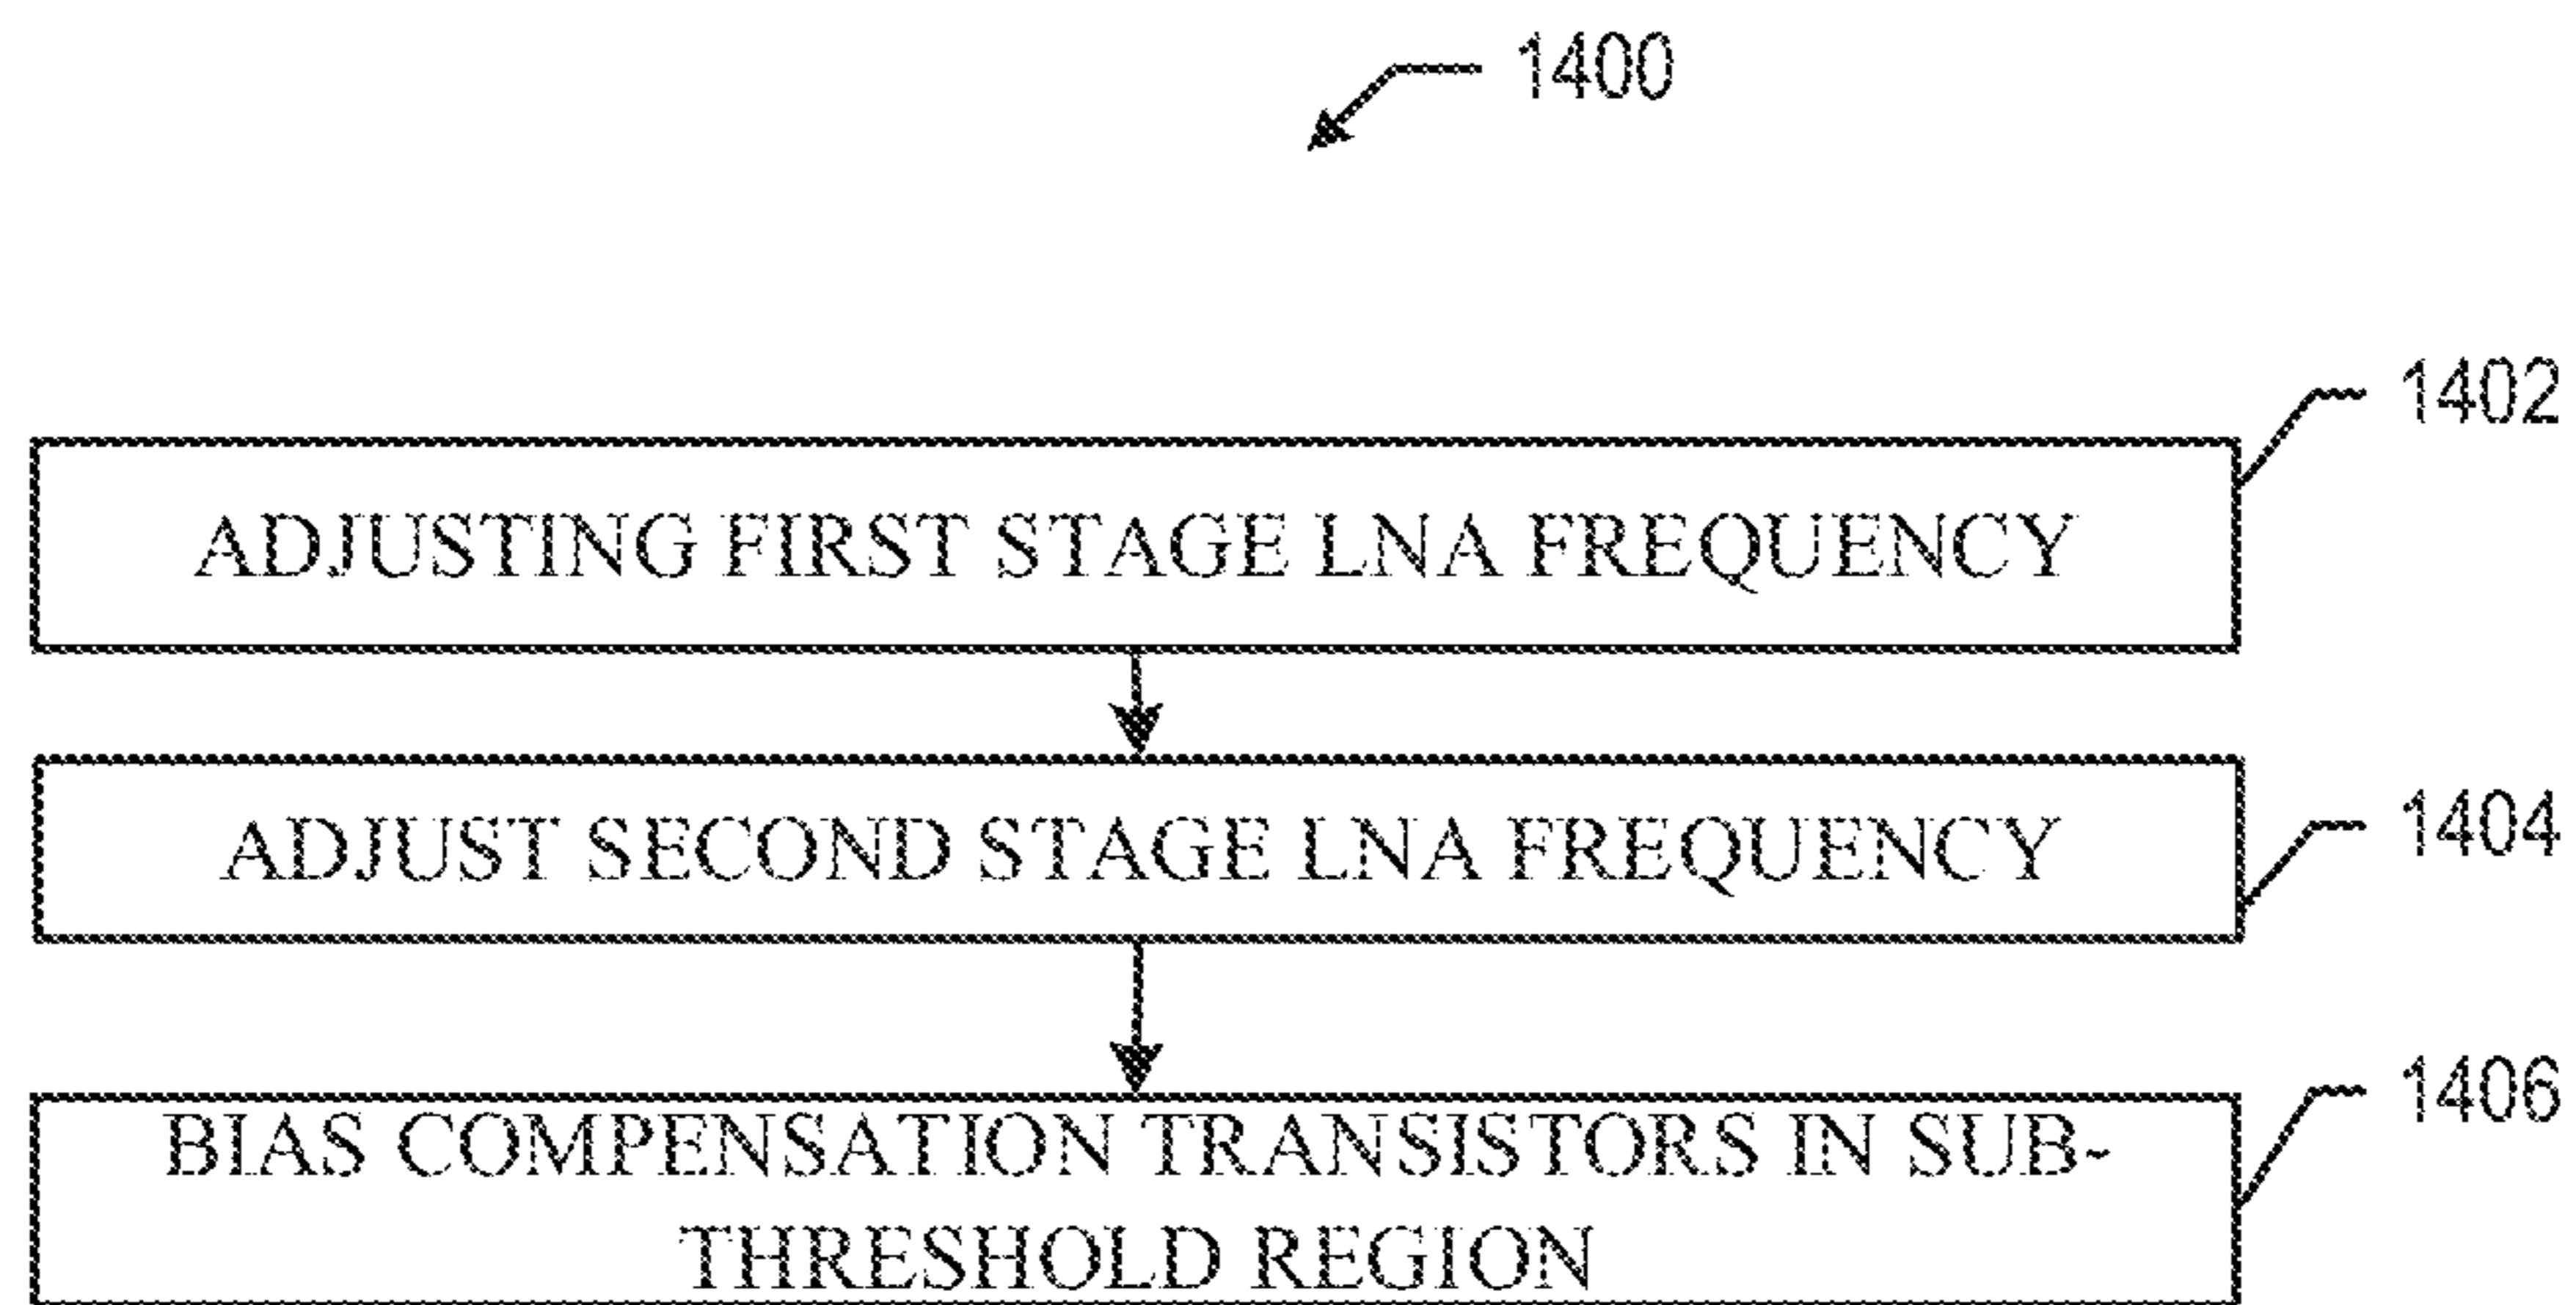 1400
1402
ADJUSTING FIRST STAGE LNA FREQUENCY
ADJUST SECOND STAGE LNA FREQUENCY
1404
BIAS COMPENSATION TRANSISTORS IN SUB-
THRESHOLD REGION
1406